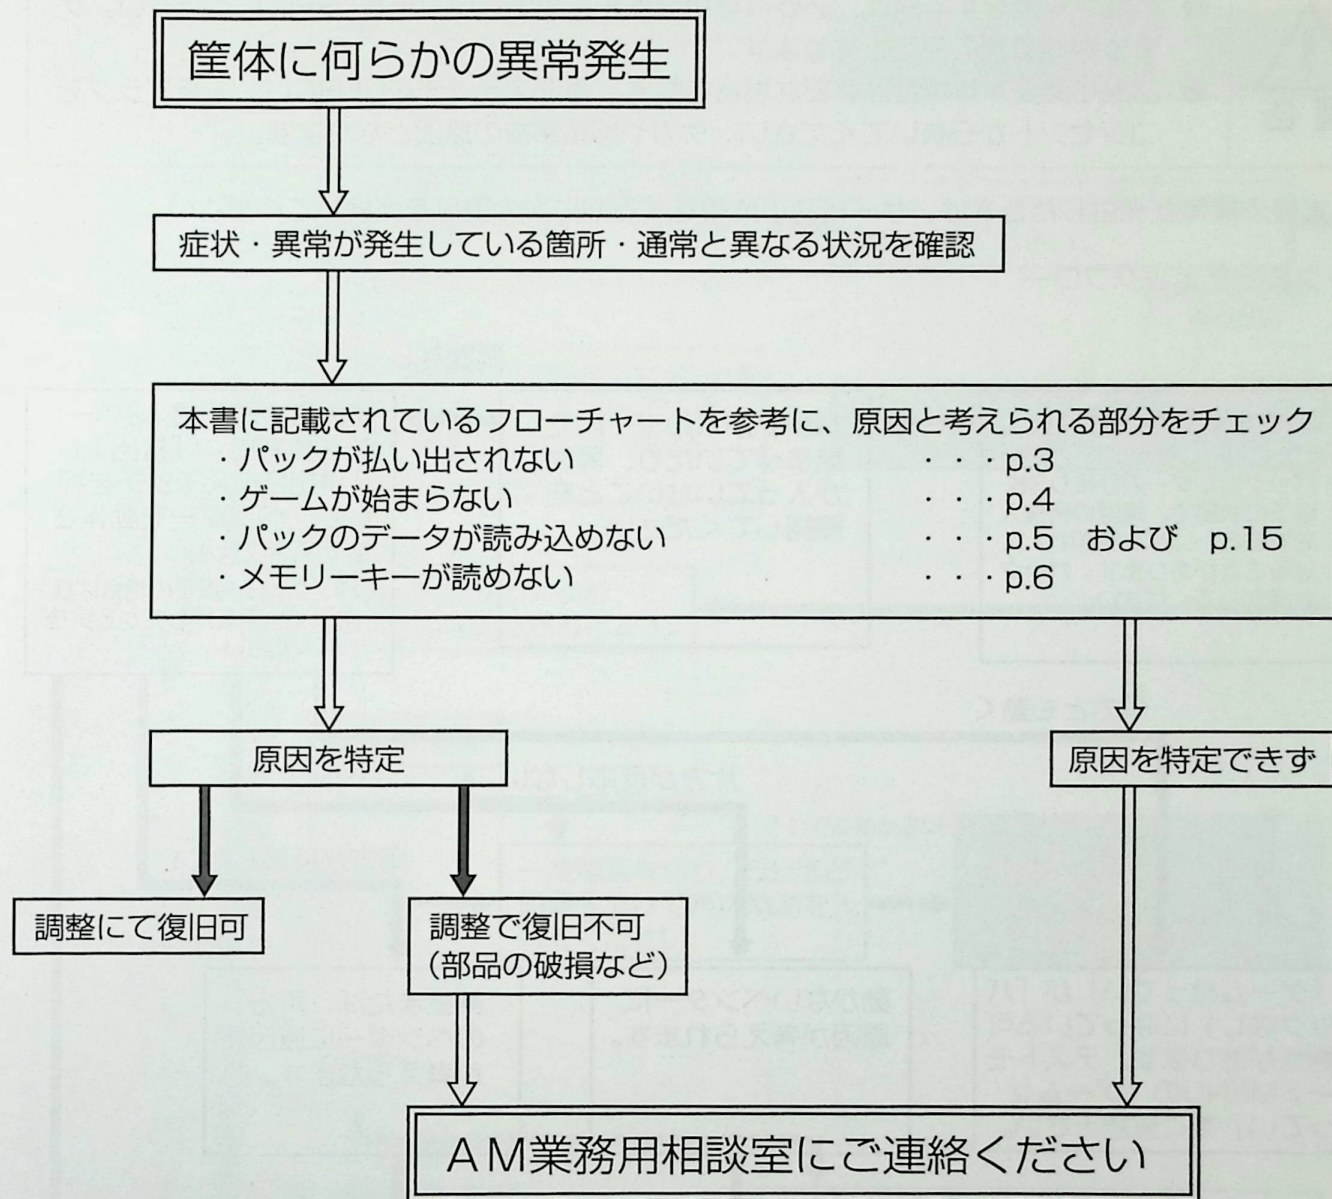 筐体に何らかの異常発生
症状・異常が発生している箇所・通常と異なる状況を確認
本書に記載されているフローチャートを参考に、原因と考えられる部分をチェック
・パックが払い出されない ・・・p.3
・ゲームが始まらない ・・・p.4
・パックのデータが読み込めない ・・・p.5 および p.15
・メモリーキーが読めない ・・・p.6
原因を特定
原因を特定できず
調整にて復旧可
調整で復旧不可
(部品の破損など)
AM業務用相談室にご連絡ください